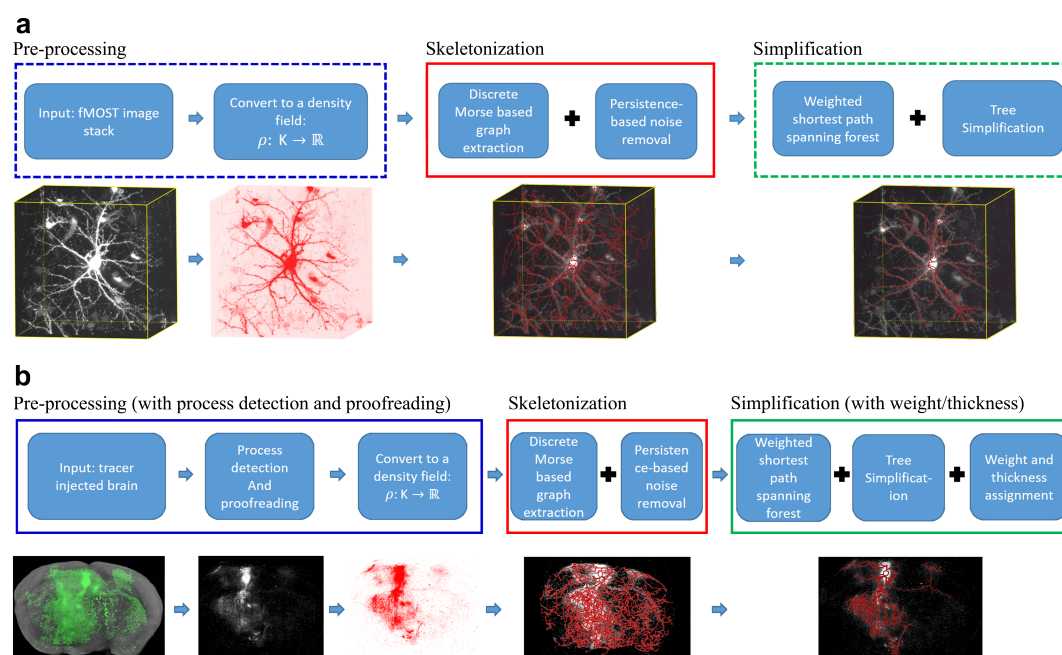 a
Pre-processing
Skeletonization
Simplification
Input: fMOST image
stack
Convert to a density
field:
ρ: K → ℝ
Discrete
Morse based
graph
extraction
Persistence-
based noise
removal
Weighted
shortest path
spanning forest
Tree
Simplification
b
Pre-processing (with process detection and proofreading)
Skeletonization
Simplification (with weight/thickness)
Input: tracer
injected brain
Process
detection
And
proofreading
Convert to
a density
field:
ρ: K → ℝ
Discrete
Morse
based
graph
extraction
Persisten
ce-based
noise
removal
Weighted
shortest
path
spanning
forest
Tree
Simplificat-
ion
Weight and
thickness
assignment